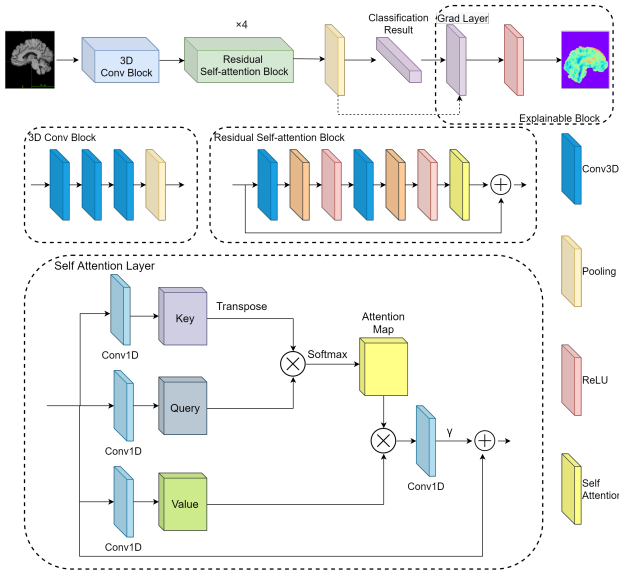 ×4
Classification
Result
Grad Layer
3D
Conv Block
Residual
Self-attention Block
Explainable Block
3D Conv Block
Residual Self-attention Block
Conv3D
Pooling
ReLU
Self
Attention
Self Attention Layer
Key
Transpose
Conv1D
Attention
Map
Softmax
Query
Conv1D
γ
Conv1D
Value
Conv1D